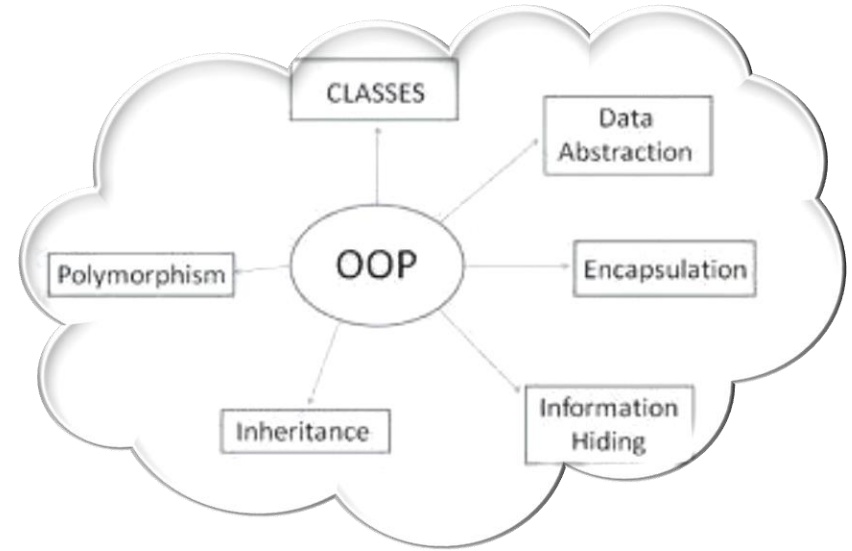 CLASSES
Data
Abstraction
OOP
Polymorphism
Encapsulation
Inheritance
Information
Hiding